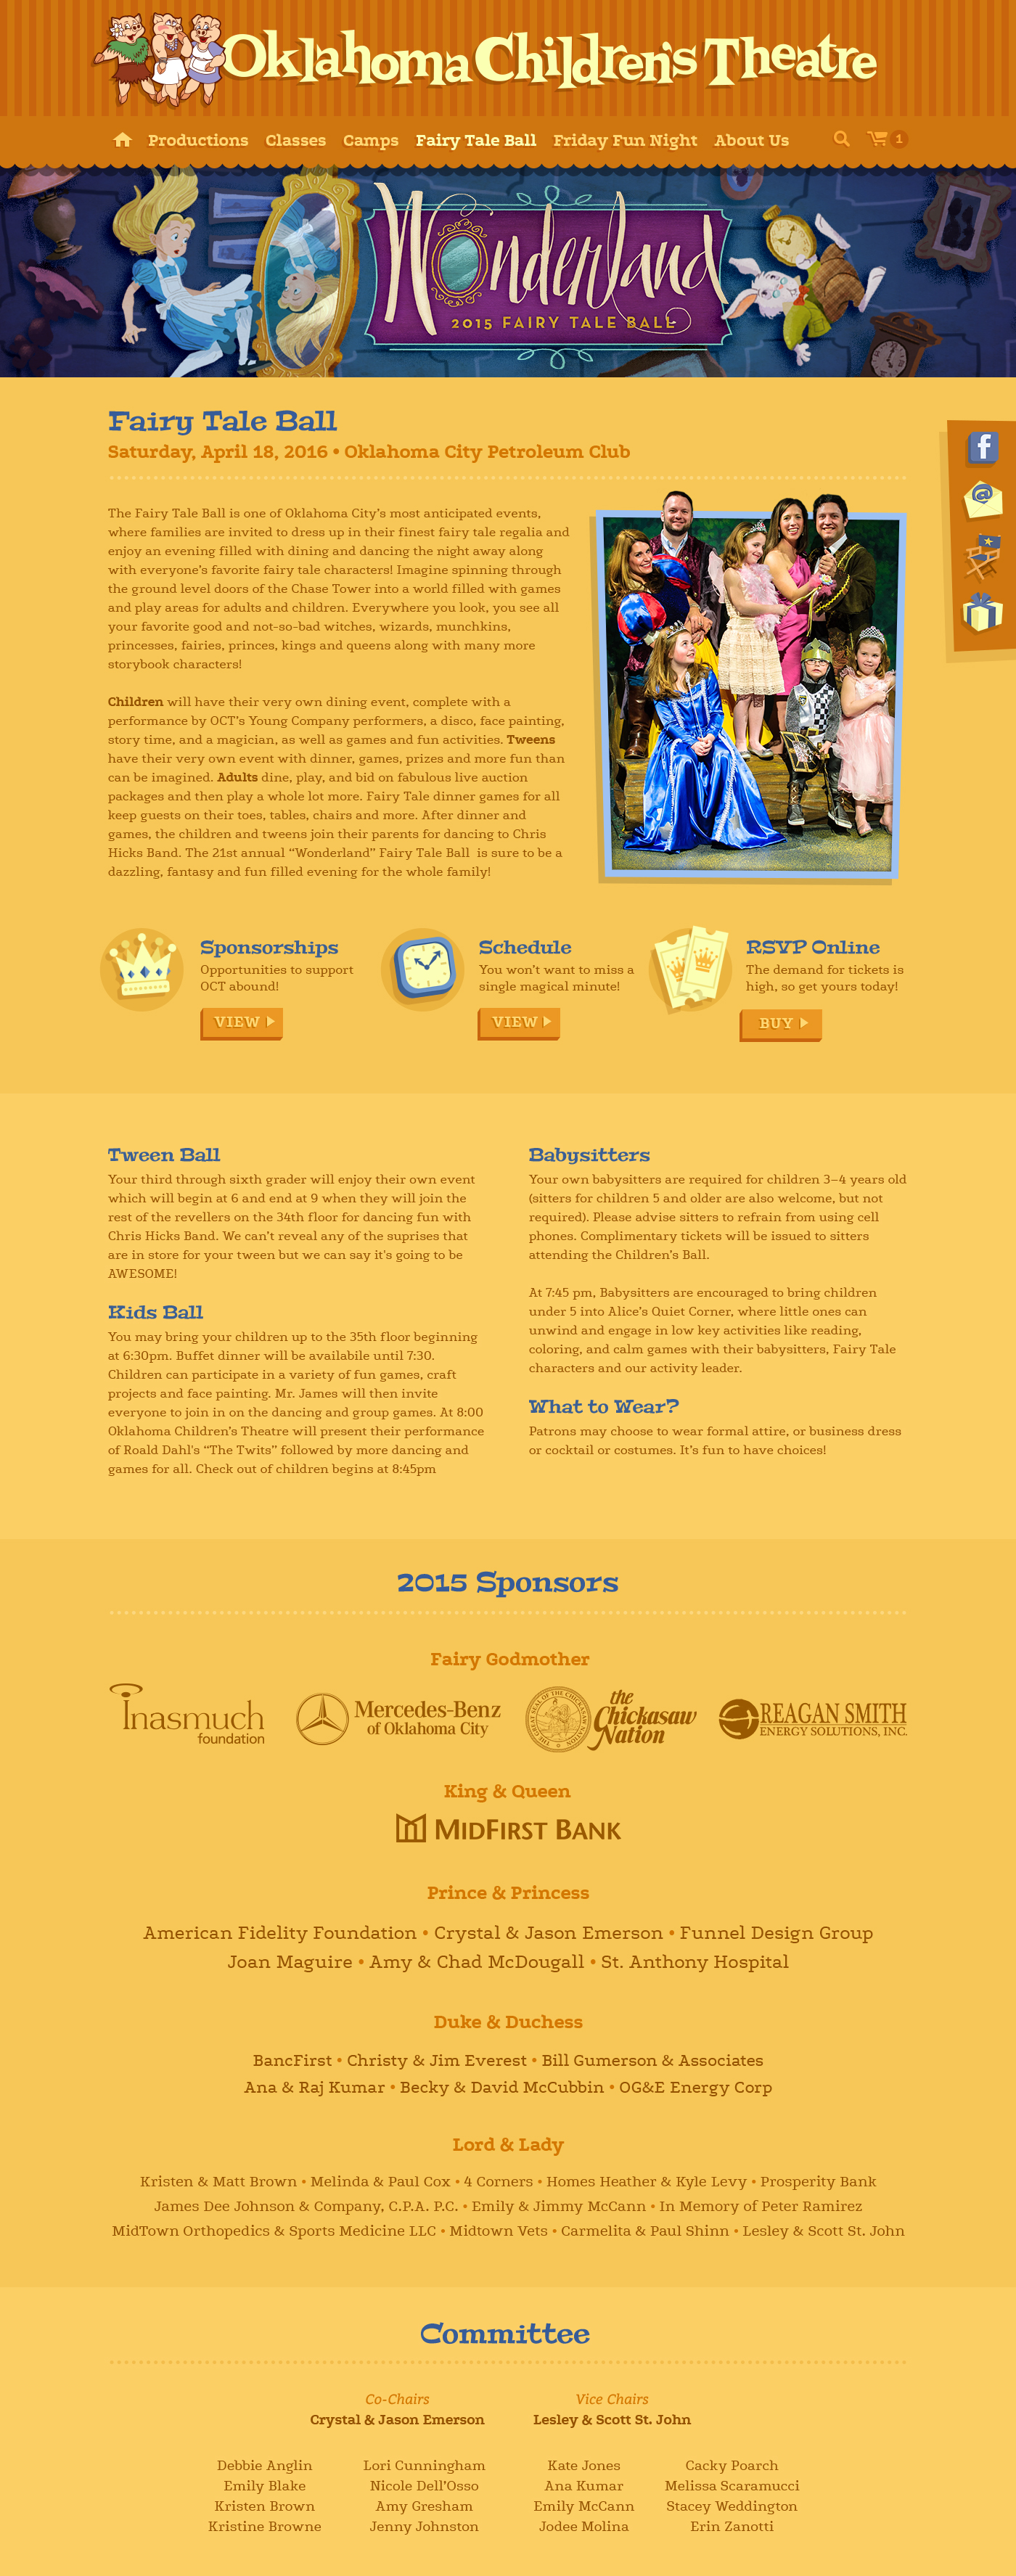 Oklahoma Children's Theatre
Productions Classes Camps Fairy Tale Ball Friday Fun Night About Us 1
Wonderland
2015 FAIRY TALE BALL
Fairy Tale Ball
Saturday, April 18, 2016 • Oklahoma City Petroleum Club
The Fairy Tale Ball is one of Oklahoma City's most anticipated events,
where families are invited to dress up in their finest fairy tale regalia and
enjoy an evening filled with dining and dancing the night away along
with everyone's favorite fairy tale characters! Imagine spinning through
the ground level doors of the Chase Tower into a world filled with games
and play areas for adults and children. Everywhere you look, you see all
your favorite good and not-so-bad witches, wizards, munchkins,
princesses, fairies, princes, kings and queens along with many more
storybook characters!
Children will have their very own dining event, complete with a
performance by OCT's Young Company performers, a disco, face painting,
story time, and a magician, as well as games and fun activities. Tweens
have their very own event with dinner, games, prizes and more fun than
can be imagined. Adults dine, play, and bid on fabulous live auction
packages and then play a whole lot more. Fairy Tale dinner games for all
keep guests on their toes, tables, chairs and more. After dinner and
games, the children and tweens join their parents for dancing to Chris
Hicks Band. The 21st annual “Wonderland” Fairy Tale Ball is sure to be a
dazzling, fantasy and fun filled evening for the whole family!
Sponsorships
Opportunities to support
OCT abound!
VIEW
Schedule
You won't want to miss a
single magical minute!
VIEW
RSVP Online
The demand for tickets is
high, so get yours today!
BUY
Tween Ball
Your third through sixth grader will enjoy their own event
which will begin at 6 and end at 9 when they will join the
rest of the revellers on the 34th floor for dancing fun with
Chris Hicks Band. We can't reveal any of the suprises that
are in store for your tween but we can say it's going to be
AWESOME!
Kids Ball
You may bring your children up to the 35th floor beginning
at 6:30pm. Buffet dinner will be availabile until 7:30.
Children can participate in a variety of fun games, craft
projects and face painting. Mr. James will then invite
everyone to join in on the dancing and group games. At 8:00
Oklahoma Children's Theatre will present their performance
of Roald Dahl's “The Twits” followed by more dancing and
games for all. Check out of children begins at 8:45pm
Babysitters
Your own babysitters are required for children 3–4 years old
(sitters for children 5 and older are also welcome, but not
required). Please advise sitters to refrain from using cell
phones. Complimentary tickets will be issued to sitters
attending the Children's Ball.
At 7:45 pm, Babysitters are encouraged to bring children
under 5 into Alice's Quiet Corner, where little ones can
unwind and engage in low key activities like reading,
coloring, and calm games with their babysitters, Fairy Tale
characters and our activity leader.
What to Wear?
Patrons may choose to wear formal attire, or business dress
or cocktail or costumes. It's fun to have choices!
2015 Sponsors
Fairy Godmother
Inasmuch
foundation
Mercedes-Benz
of Oklahoma City
THE GREAT SEAL OF THE CHICKASAW NATION
the
Chickasaw
Nation
REAGAN SMITH
ENERGY SOLUTIONS, INC.
King & Queen
MIDFIRST BANK
Prince & Princess
American Fidelity Foundation • Crystal & Jason Emerson • Funnel Design Group
Joan Maguire • Amy & Chad McDougall • St. Anthony Hospital
Duke & Duchess
BancFirst • Christy & Jim Everest • Bill Gumerson & Associates
Ana & Raj Kumar • Becky & David McCubbin • OG&E Energy Corp
Lord & Lady
Kristen & Matt Brown • Melinda & Paul Cox • 4 Corners • Homes Heather & Kyle Levy • Prosperity Bank
James Dee Johnson & Company, C.P.A. P.C. • Emily & Jimmy McCann • In Memory of Peter Ramirez
MidTown Orthopedics & Sports Medicine LLC • Midtown Vets • Carmelita & Paul Shinn • Lesley & Scott St. John
Committee
Co-Chairs
Crystal & Jason Emerson
Vice Chairs
Lesley & Scott St. John
Debbie Anglin
Emily Blake
Kristen Brown
Kristine Browne
Lori Cunningham
Nicole Dell'Osso
Amy Gresham
Jenny Johnston
Kate Jones
Ana Kumar
Emily McCann
Jodee Molina
Cacky Poarch
Melissa Scaramucci
Stacey Weddington
Erin Zanotti